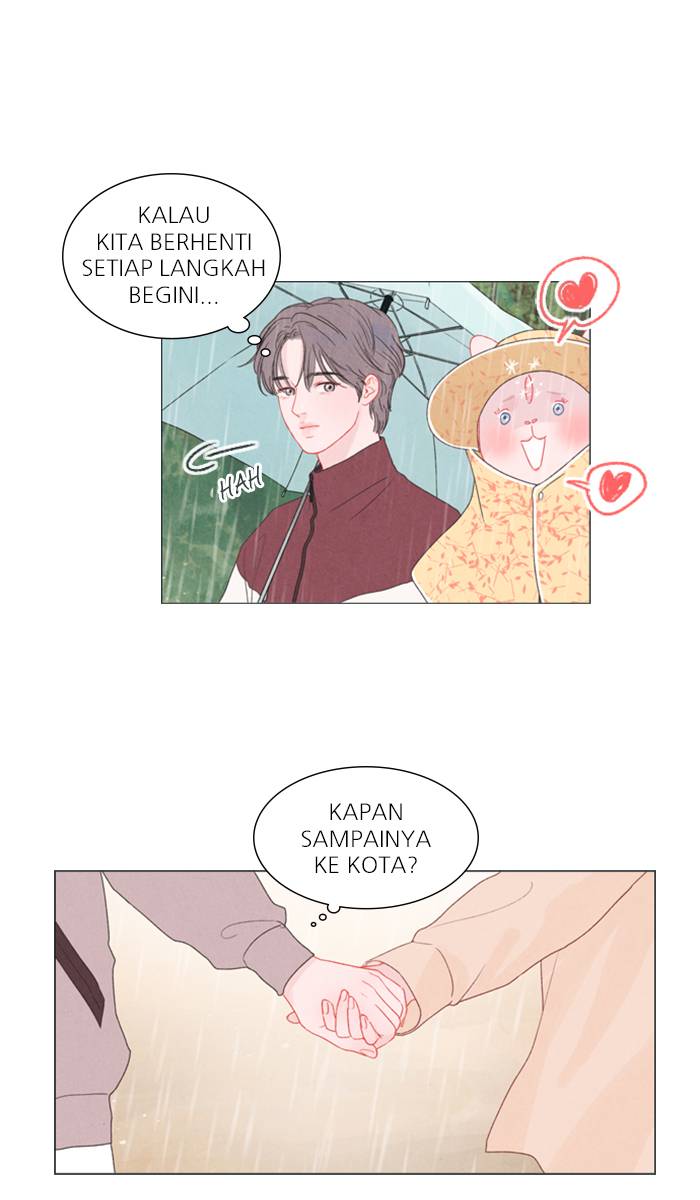 KALAU
KITA BERHENTI
SETIAP LANGKAH
BEGINI...
HAH
KAPAN
SAMPAINYA
KE KOTA?